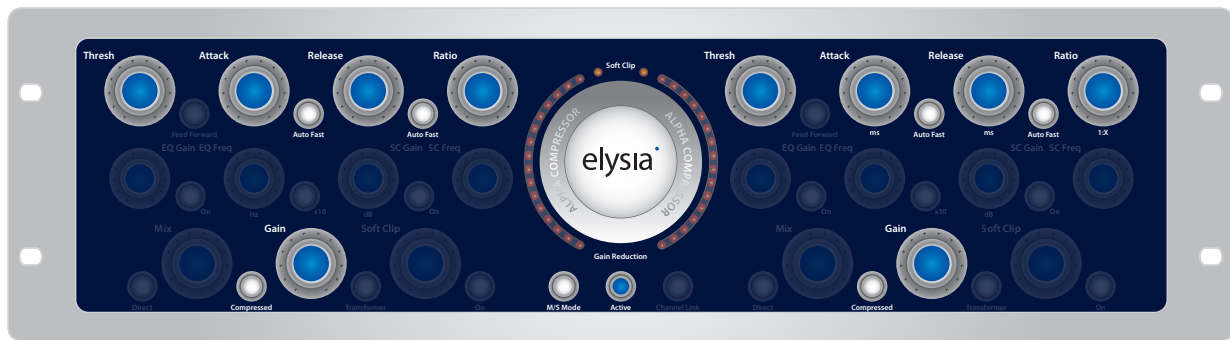 Soft Clip
Thresh Attack Release Ratio Thresh Attack Release Ratio
Feed Forward Auto Fast Auto Fast Feed Forward ms Auto Fast ms Auto Fast 1:X
EQ Gain EQ Freq SC Gain SC Freq EQ Gain EQ Freq SC Gain SC Freq
ALPHA COMPRESSOR ALPHA COMPRESSOR
elysia
On Hz x10 dB On On x10 dB On
Mix Gain Soft Clip Mix Gain Soft Clip
Gain Reduction
Direct Compressed Transformer On M/S Mode Active Channel Link Direct Compressed Transformer On